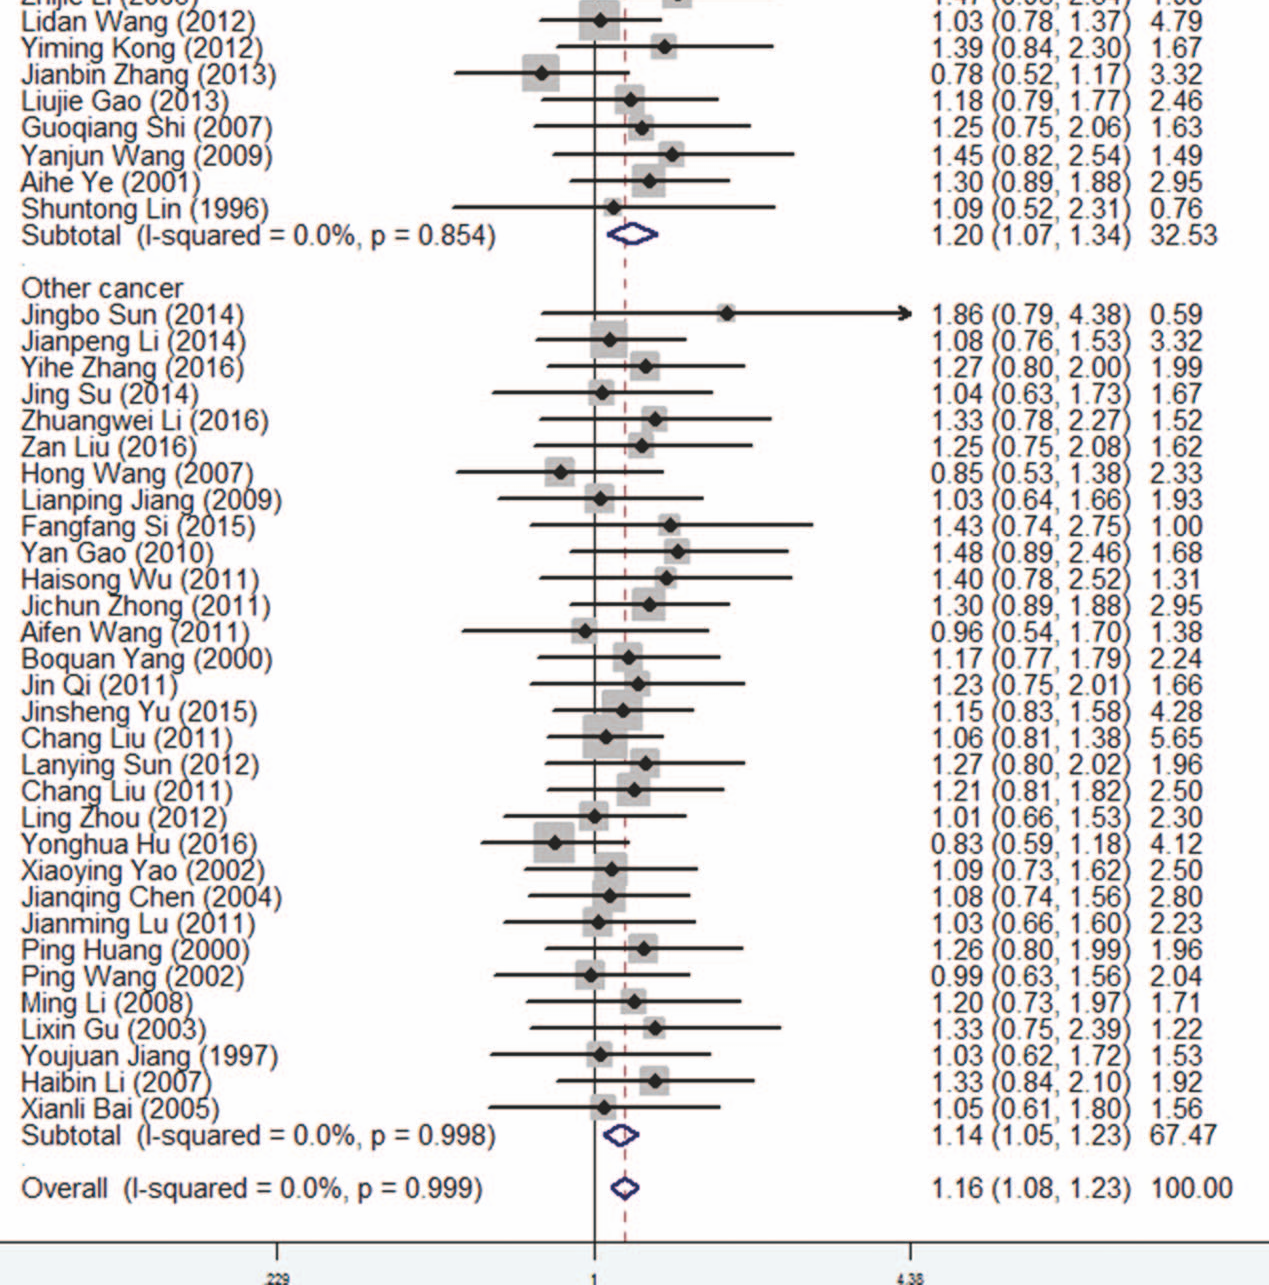 Lidan Wang (2012) 1.03 (0.78, 1.37) 4.79
Yiming Kong (2012) 1.39 (0.84, 2.30) 1.67
Jianbin Zhang (2013) 0.78 (0.52, 1.17) 3.32
Liujie Gao (2013) 1.18 (0.79, 1.77) 2.46
Guoqiang Shi (2007) 1.25 (0.75, 2.06) 1.63
Yanjun Wang (2009) 1.45 (0.82, 2.54) 1.49
Aihe Ye (2001) 1.30 (0.89, 1.88) 2.95
Shuntong Lin (1996) 1.09 (0.52, 2.31) 0.76
Subtotal (I-squared = 0.0%, p = 0.854) 1.20 (1.07, 1.34) 32.53
.
Other cancer
Jingbo Sun (2014) 1.86 (0.79, 4.38) 0.59
Jianpeng Li (2014) 1.08 (0.76, 1.53) 3.32
Yihe Zhang (2016) 1.27 (0.80, 2.00) 1.99
Jing Su (2014) 1.04 (0.63, 1.73) 1.67
Zhuangwei Li (2016) 1.33 (0.78, 2.27) 1.52
Zan Liu (2016) 1.25 (0.75, 2.08) 1.62
Hong Wang (2007) 0.85 (0.53, 1.38) 2.33
Lianping Jiang (2009) 1.03 (0.64, 1.66) 1.93
Fangfang Si (2015) 1.43 (0.74, 2.75) 1.00
Yan Gao (2010) 1.48 (0.89, 2.46) 1.68
Haisong Wu (2011) 1.40 (0.78, 2.52) 1.31
Jichun Zhong (2011) 1.30 (0.89, 1.88) 2.95
Aifen Wang (2011) 0.96 (0.54, 1.70) 1.38
Boquan Yang (2000) 1.17 (0.77, 1.79) 2.24
Jin Qi (2011) 1.23 (0.75, 2.01) 1.66
Jinsheng Yu (2015) 1.15 (0.83, 1.58) 4.28
Chang Liu (2011) 1.06 (0.81, 1.38) 5.65
Lanying Sun (2012) 1.27 (0.80, 2.02) 1.96
Chang Liu (2011) 1.21 (0.81, 1.82) 2.50
Ling Zhou (2012) 1.01 (0.66, 1.53) 2.30
Yonghua Hu (2016) 0.83 (0.59, 1.18) 4.12
Xiaoying Yao (2002) 1.09 (0.73, 1.62) 2.50
Jianqing Chen (2004) 1.08 (0.74, 1.56) 2.80
Jianming Lu (2011) 1.03 (0.66, 1.60) 2.23
Ping Huang (2000) 1.26 (0.80, 1.99) 1.96
Ping Wang (2002) 0.99 (0.63, 1.56) 2.04
Ming Li (2008) 1.20 (0.73, 1.97) 1.71
Lixin Gu (2003) 1.33 (0.75, 2.39) 1.22
Youjuan Jiang (1997) 1.03 (0.62, 1.72) 1.53
Haibin Li (2007) 1.33 (0.84, 2.10) 1.92
Xianli Bai (2005) 1.05 (0.61, 1.80) 1.56
Subtotal (I-squared = 0.0%, p = 0.998) 1.14 (1.05, 1.23) 67.47
.
Overall (I-squared = 0.0%, p = 0.999) 1.16 (1.08, 1.23) 100.00
.229 1 4.38